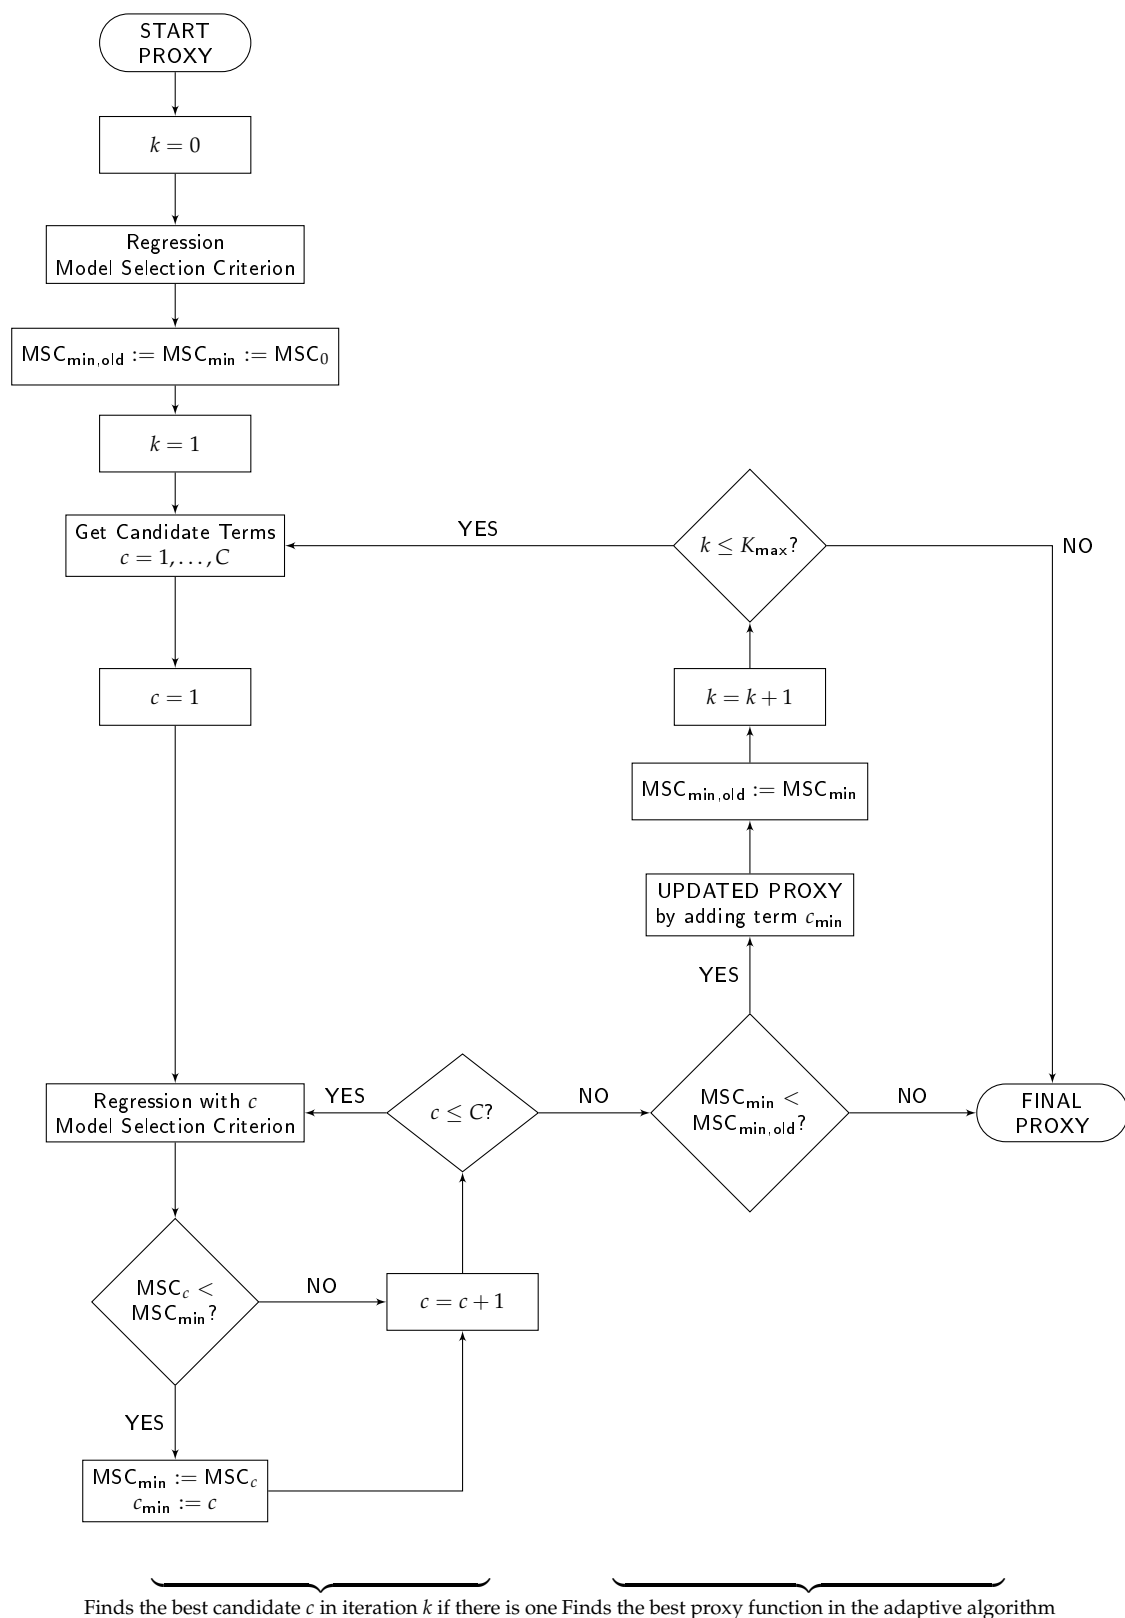 START
PROXY
k = 0
Regression
Model Selection Criterion
MSC_min,old := MSC_min := MSC_0
k = 1
Get Candidate Terms
c = 1, . . . , C
YES
k ≤ K_max?
NO
c = 1
k = k + 1
MSC_min,old := MSC_min
UPDATED PROXY
by adding term c_min
YES
Regression with c
Model Selection Criterion
YES
c ≤ C?
NO
MSC_min <
MSC_min,old?
NO
FINAL
PROXY
MSC_c <
MSC_min?
NO
c = c + 1
YES
MSC_min := MSC_c
c_min := c
Finds the best candidate c in iteration k if there is one
Finds the best proxy function in the adaptive algorithm